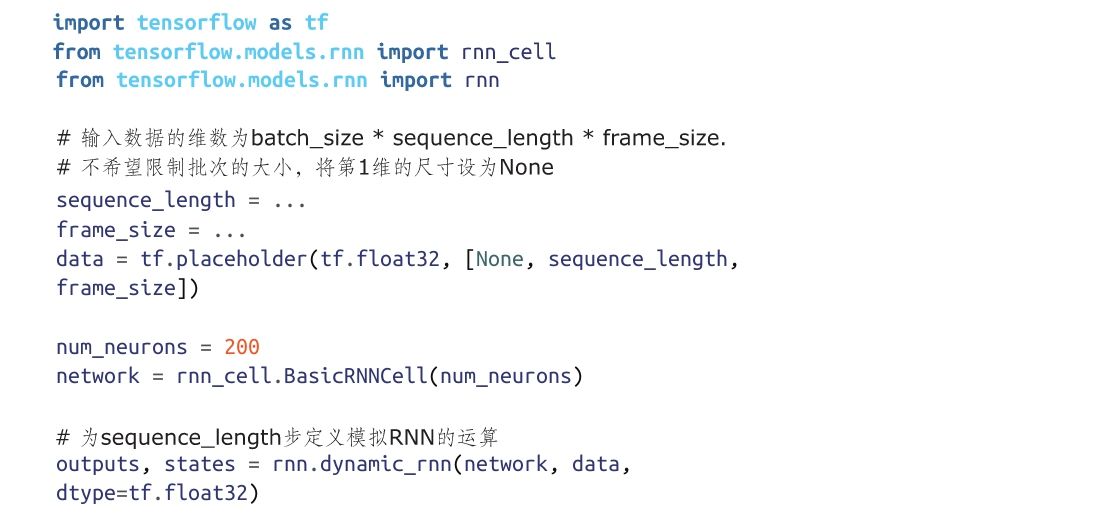 import tensorflow as tf
from tensorflow.models.rnn import rnn_cell
from tensorflow.models.rnn import rnn
# 输入数据的维数为batch_size * sequence_length * frame_size.
# 不希望限制批次的大小，将第1维的尺寸设为None
sequence_length = ...
frame_size = ...
data = tf.placeholder(tf.float32, [None, sequence_length,
frame_size])
num_neurons = 200
network = rnn_cell.BasicRNNCell(num_neurons)
# 为sequence_length步定义模拟RNN的运算
outputs, states = rnn.dynamic_rnn(network, data,
dtype=tf.float32)